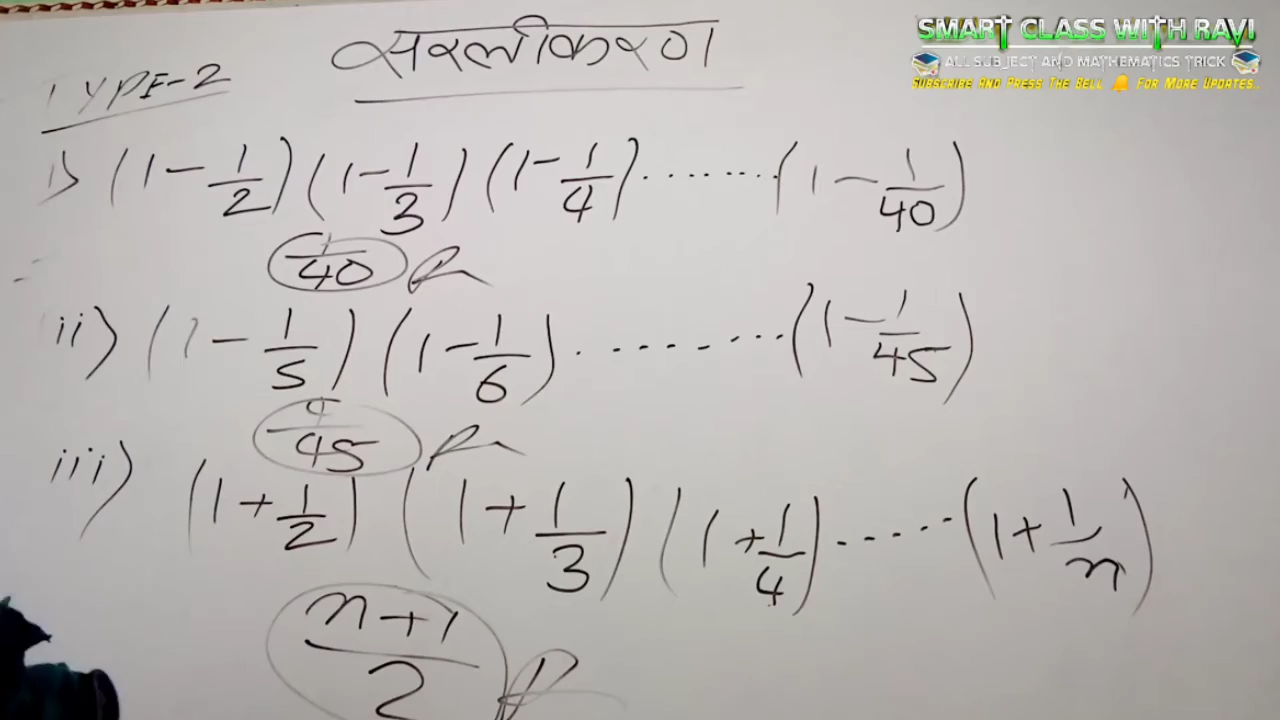 SMART CLASS WITH RAVI
ALL SUBJECT AND MATHEMATICS TRICK
SUBSCRIBE AND PRESS THE BELL 🔔 FOR MORE UPDATES..
सरलीकरण
TYPE-2
i) (1 - 1/2) (1 - 1/3) (1 - 1/4) ........ (1 - 1/40)
1/40
ii) (1 - 1/5) (1 - 1/6) ......... (1 - 1/45)
4/45
iii) (1 + 1/2) (1 + 1/3) (1 + 1/4) ...... (1 + 1/n)
n+1/2